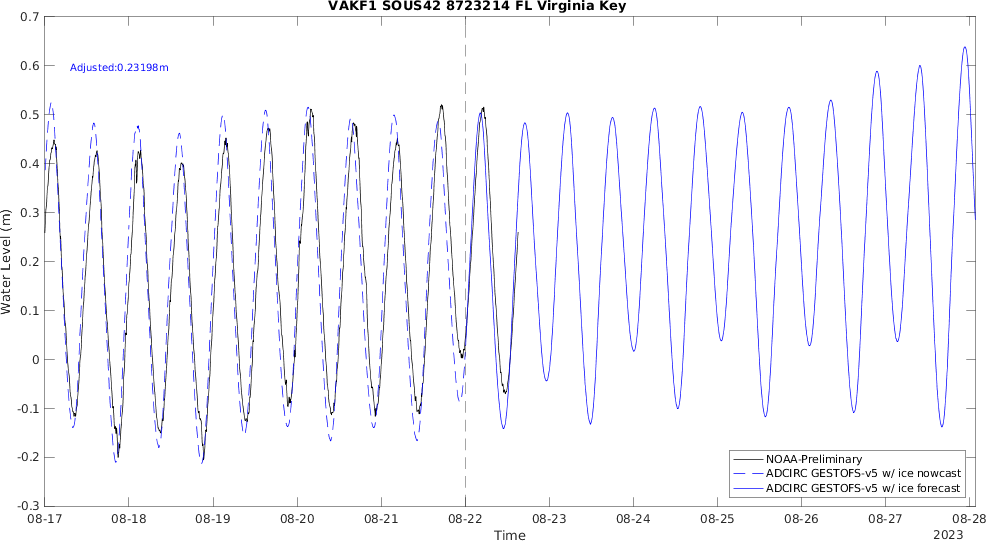 VAKF1 SOUS42 8723214 FL Virginia Key
Adjusted:0.23198m
Water Level (m)
0.7
0.6
0.5
0.4
0.3
0.2
0.1
0
-0.1
-0.2
-0.3
NOAA-Preliminary
ADCIRC GESTOFS-v5 w/ ice nowcast
ADCIRC GESTOFS-v5 w/ ice forecast
08-17 08-18 08-19 08-20 08-21 08-22 08-23 08-24 08-25 08-26 08-27 08-28
Time
2023